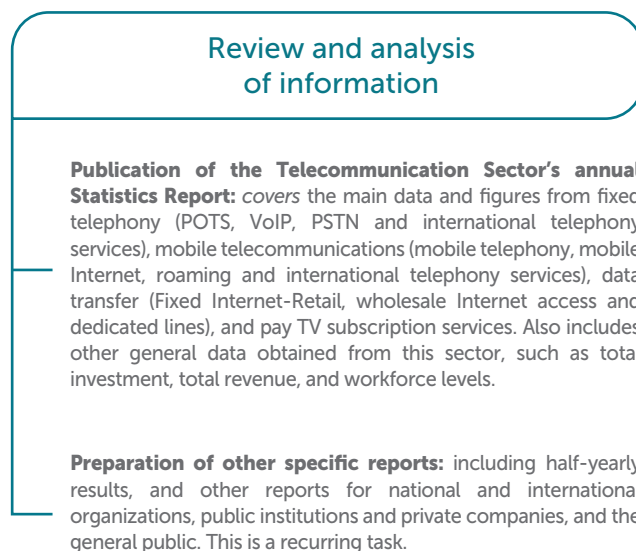 Review and analysis
of information
Publication of the Telecommunication Sector's annual
Statistics Report: covers the main data and figures from fixed
telephony (POTS, VoIP, PSTN and international telephony
services), mobile telecommunications (mobile telephony, mobile
Internet, roaming and international telephony services), data
transfer (Fixed Internet-Retail, wholesale Internet access and
dedicated lines), and pay TV subscription services. Also includes
other general data obtained from this sector, such as total
investment, total revenue, and workforce levels.
Preparation of other specific reports: including half-yearly
results, and other reports for national and international
organizations, public institutions and private companies, and the
general public. This is a recurring task.